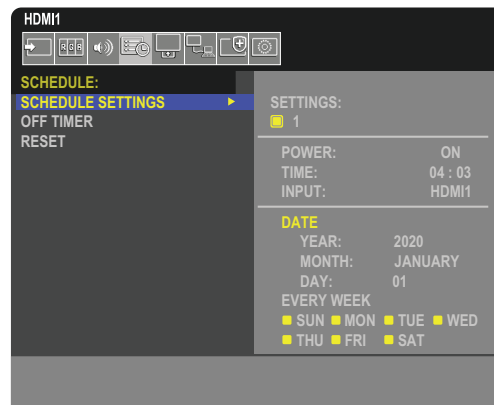 HDMI1
RGB
SCHEDULE:
SCHEDULE SETTINGS
OFF TIMER
RESET
SETTINGS:
1
POWER: ON
TIME: 04 : 03
INPUT: HDMI1
DATE
YEAR: 2020
MONTH: JANUARY
DAY: 01
EVERY WEEK
SUN MON TUE WED
THU FRI SAT